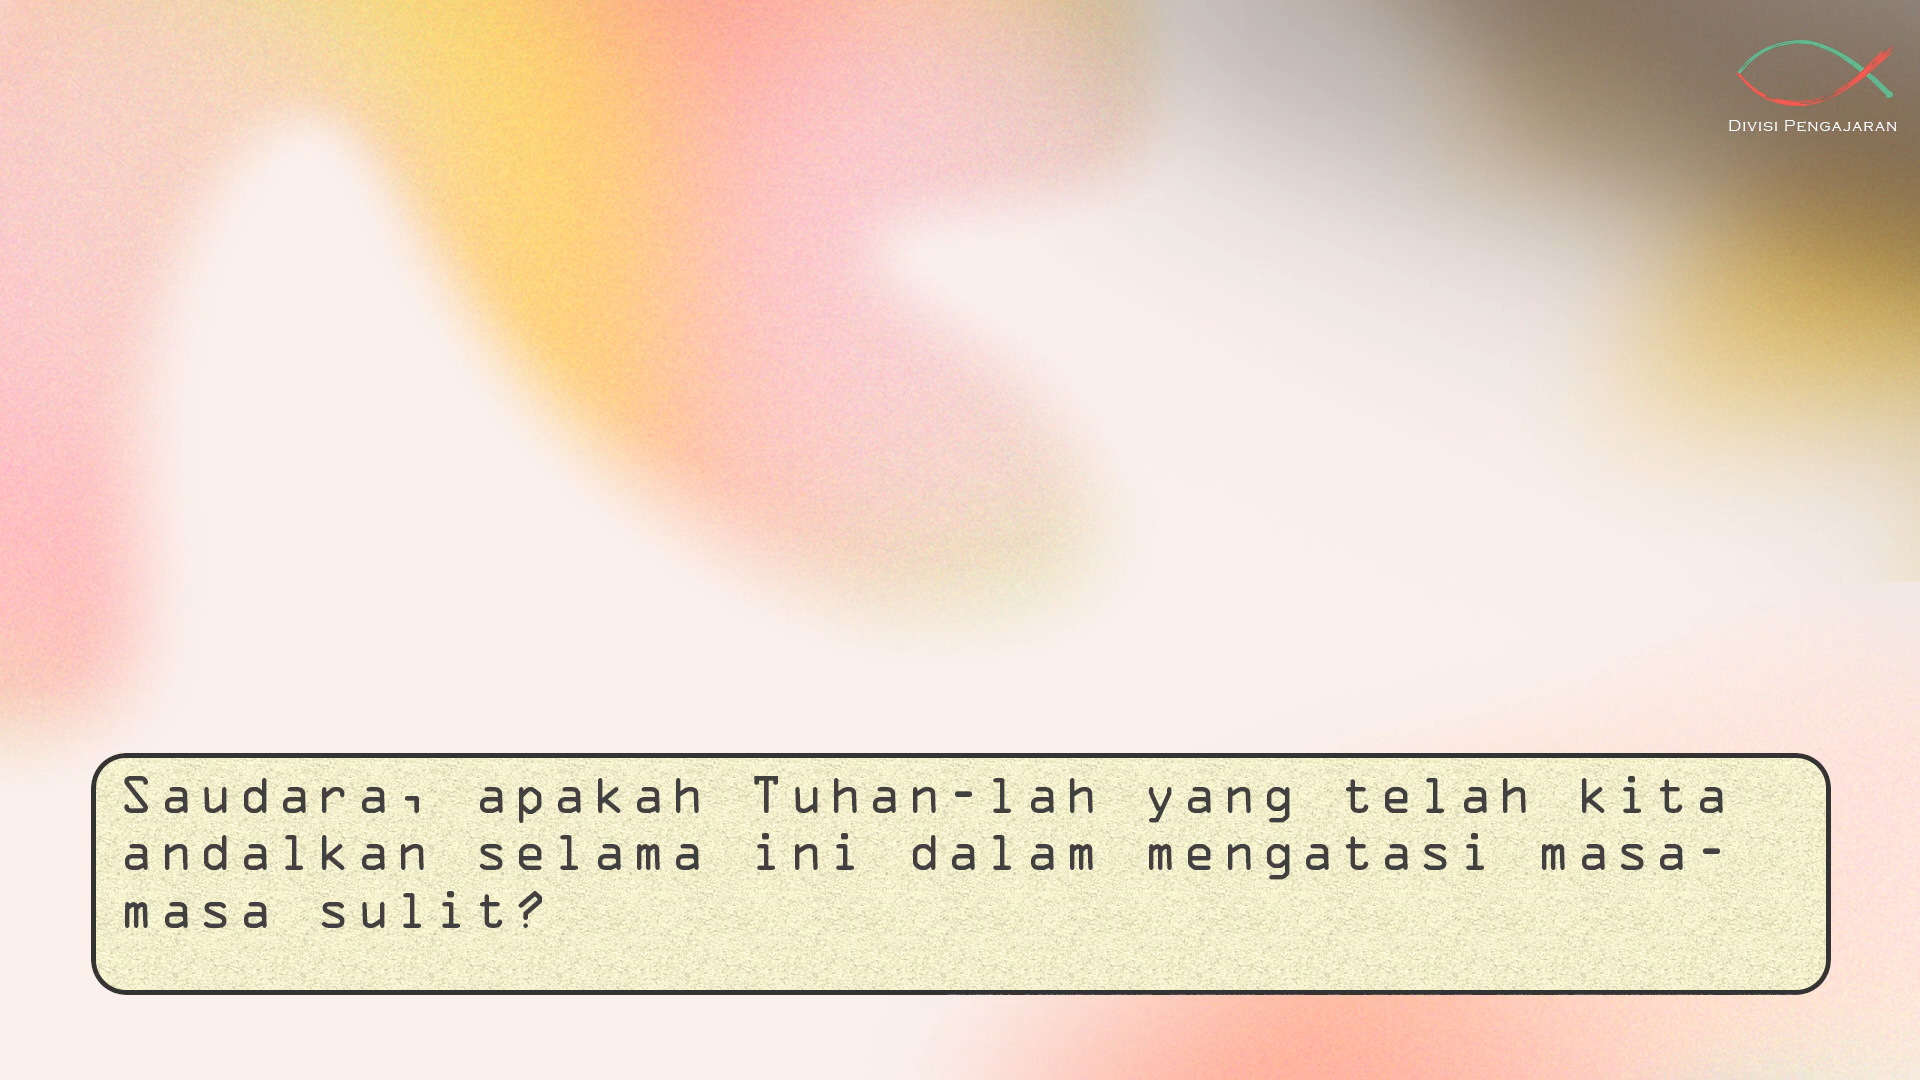 Divisi Pengajaran
Saudara, apakah Tuhan-lah yang telah kita
andalkan selama ini dalam mengatasi masa-
masa sulit?